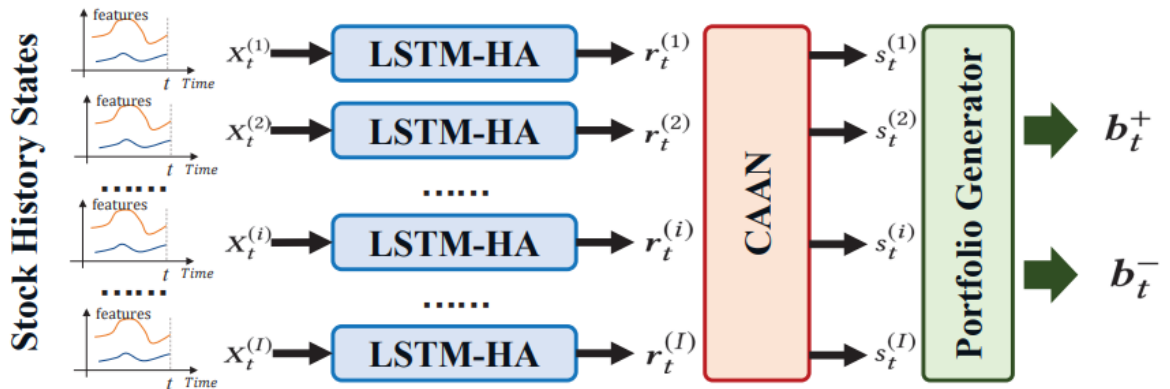 Stock History States
features
t Time
X_t^{(1)}
LSTM-HA
r_t^{(1)}
s_t^{(1)}
features
t Time
X_t^{(2)}
LSTM-HA
r_t^{(2)}
s_t^{(2)}
......
......
features
t Time
X_t^{(i)}
LSTM-HA
r_t^{(i)}
s_t^{(i)}
......
......
features
t Time
X_t^{(I)}
LSTM-HA
r_t^{(I)}
s_t^{(I)}
CAAN
Portfolio Generator
b_t^+
b_t^-